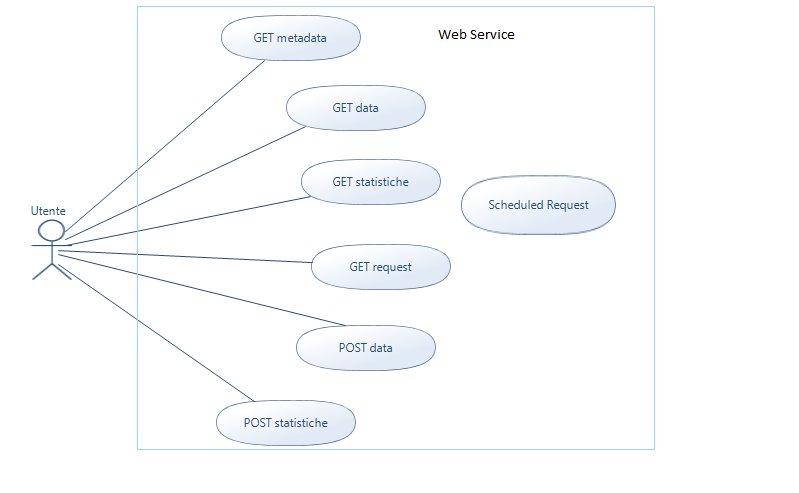 GET metadata
Web Service
GET data
GET statistiche
Scheduled Request
Utente
GET request
POST data
POST statistiche